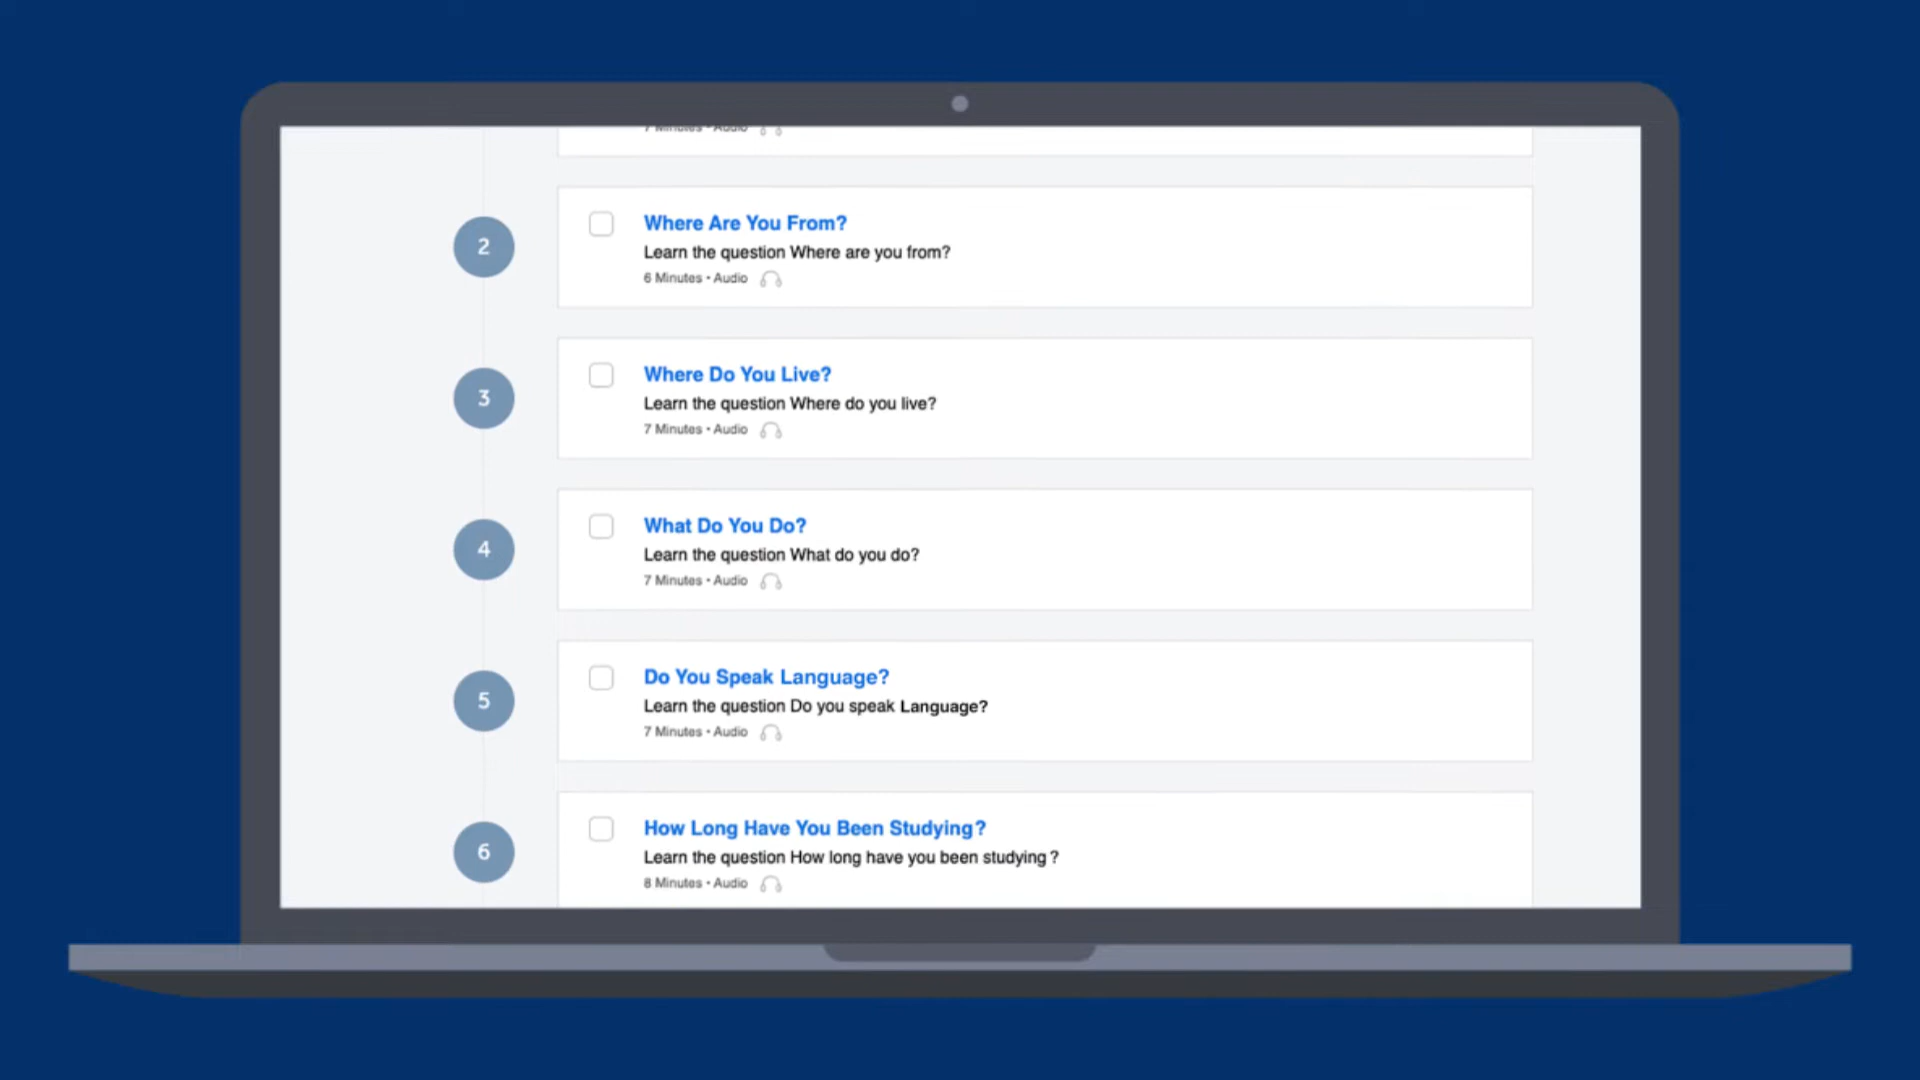 7 Minutes • Audio
2
Where Are You From?
Learn the question Where are you from?
6 Minutes • Audio
3
Where Do You Live?
Learn the question Where do you live?
7 Minutes • Audio
4
What Do You Do?
Learn the question What do you do?
7 Minutes • Audio
5
Do You Speak Language?
Learn the question Do you speak Language?
7 Minutes • Audio
6
How Long Have You Been Studying?
Learn the question How long have you been studying ?
8 Minutes • Audio